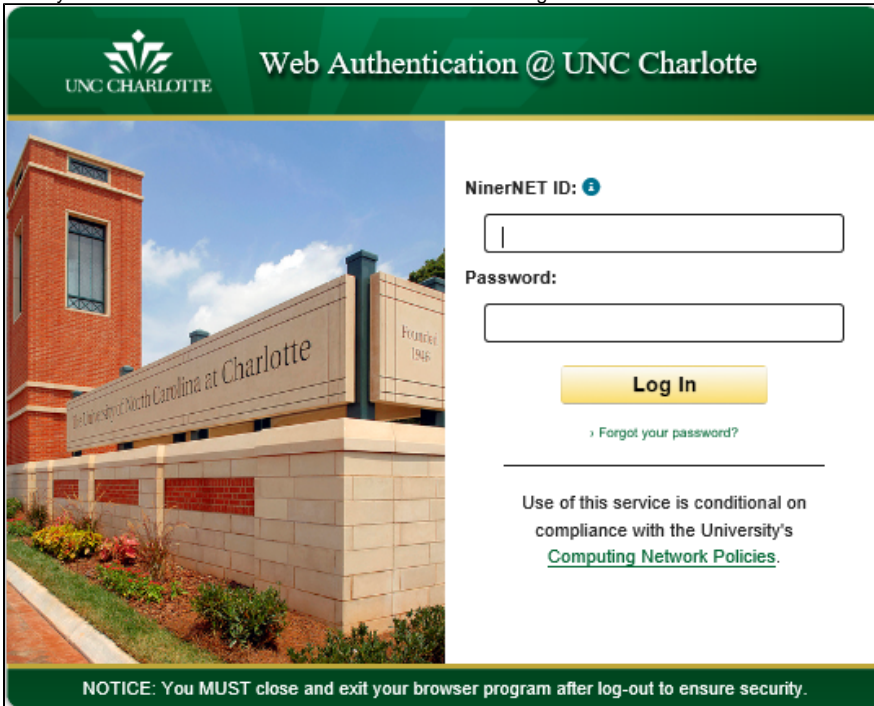 UNC CHARLOTTE
Web Authentication @ UNC Charlotte
The University of North Carolina at Charlotte
Founded
1946
NinerNET ID:
Password:
Log In
› Forgot your password?
Use of this service is conditional on
compliance with the University's
Computing Network Policies.
NOTICE: You MUST close and exit your browser program after log-out to ensure security.